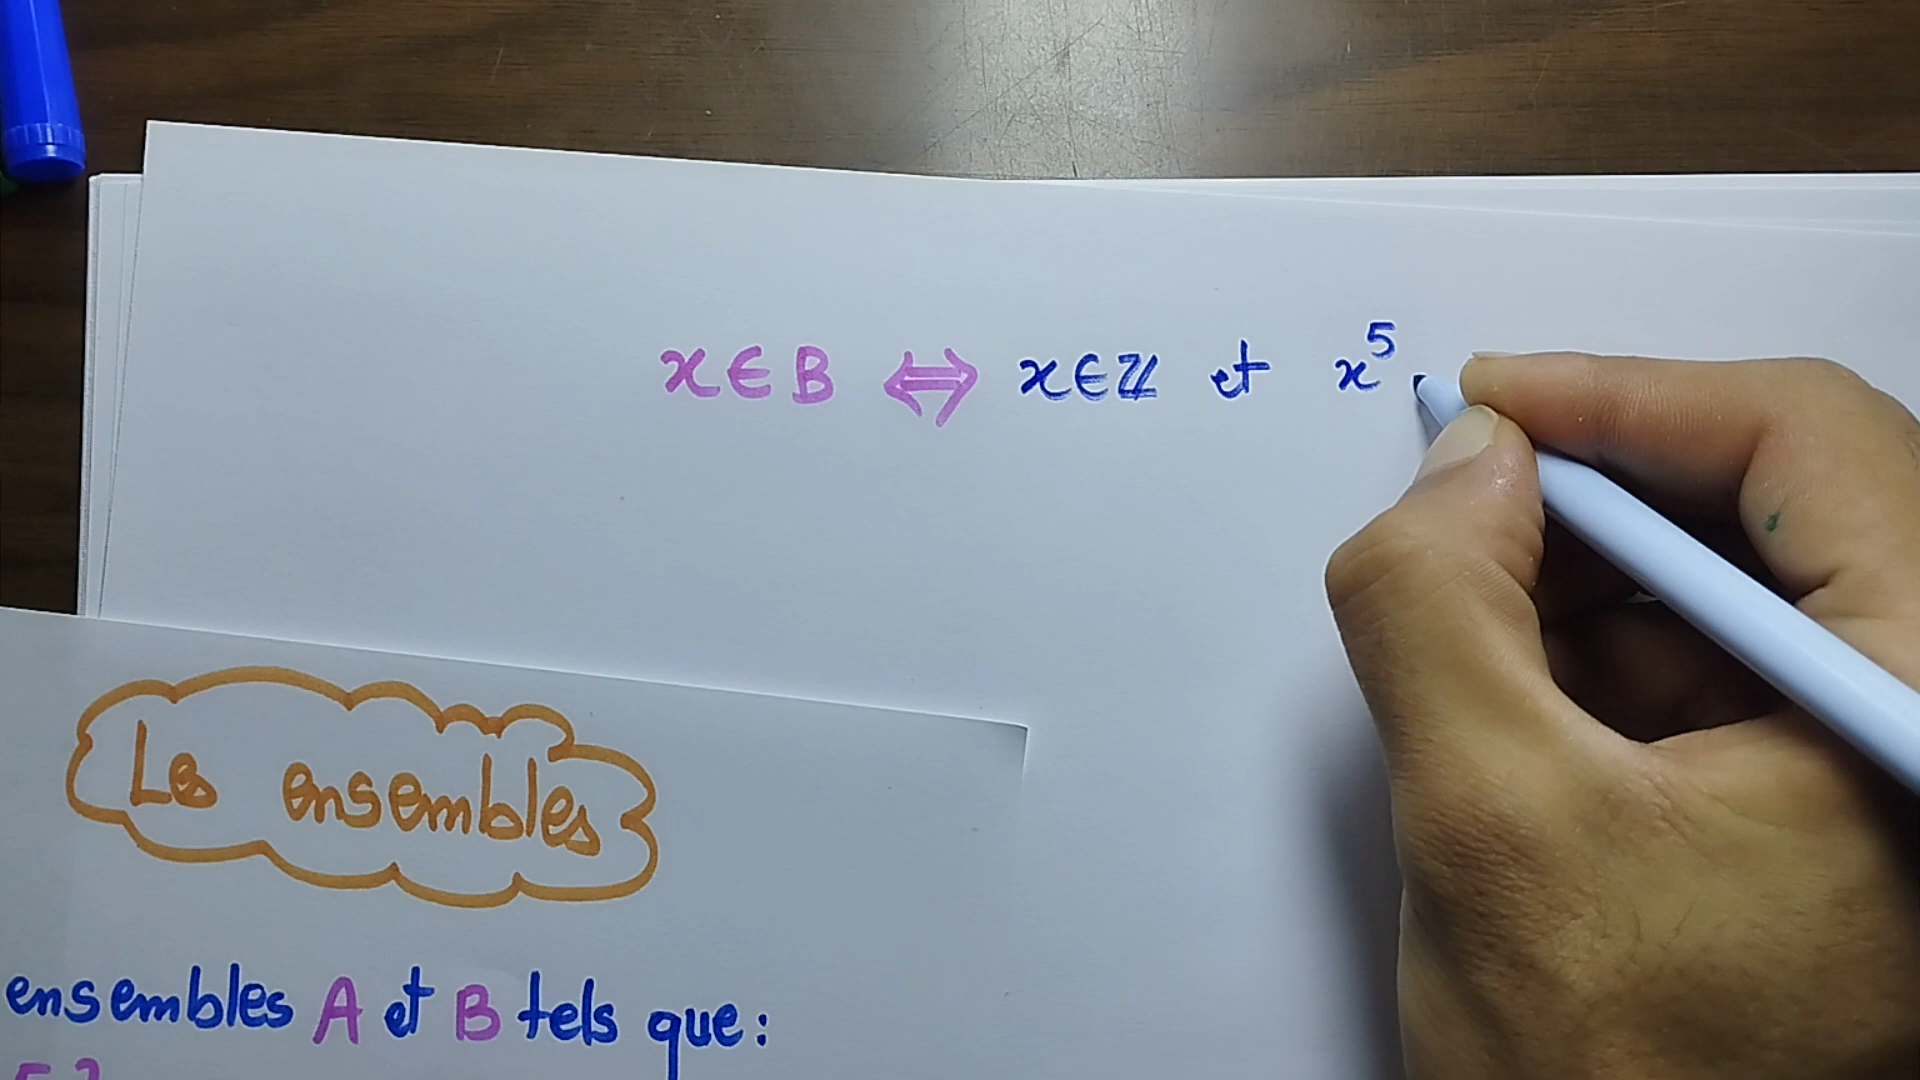 x ∈ B ⟺ x ∈ ℤ et x⁵
Les ensembles
ensembles A et B tels que :